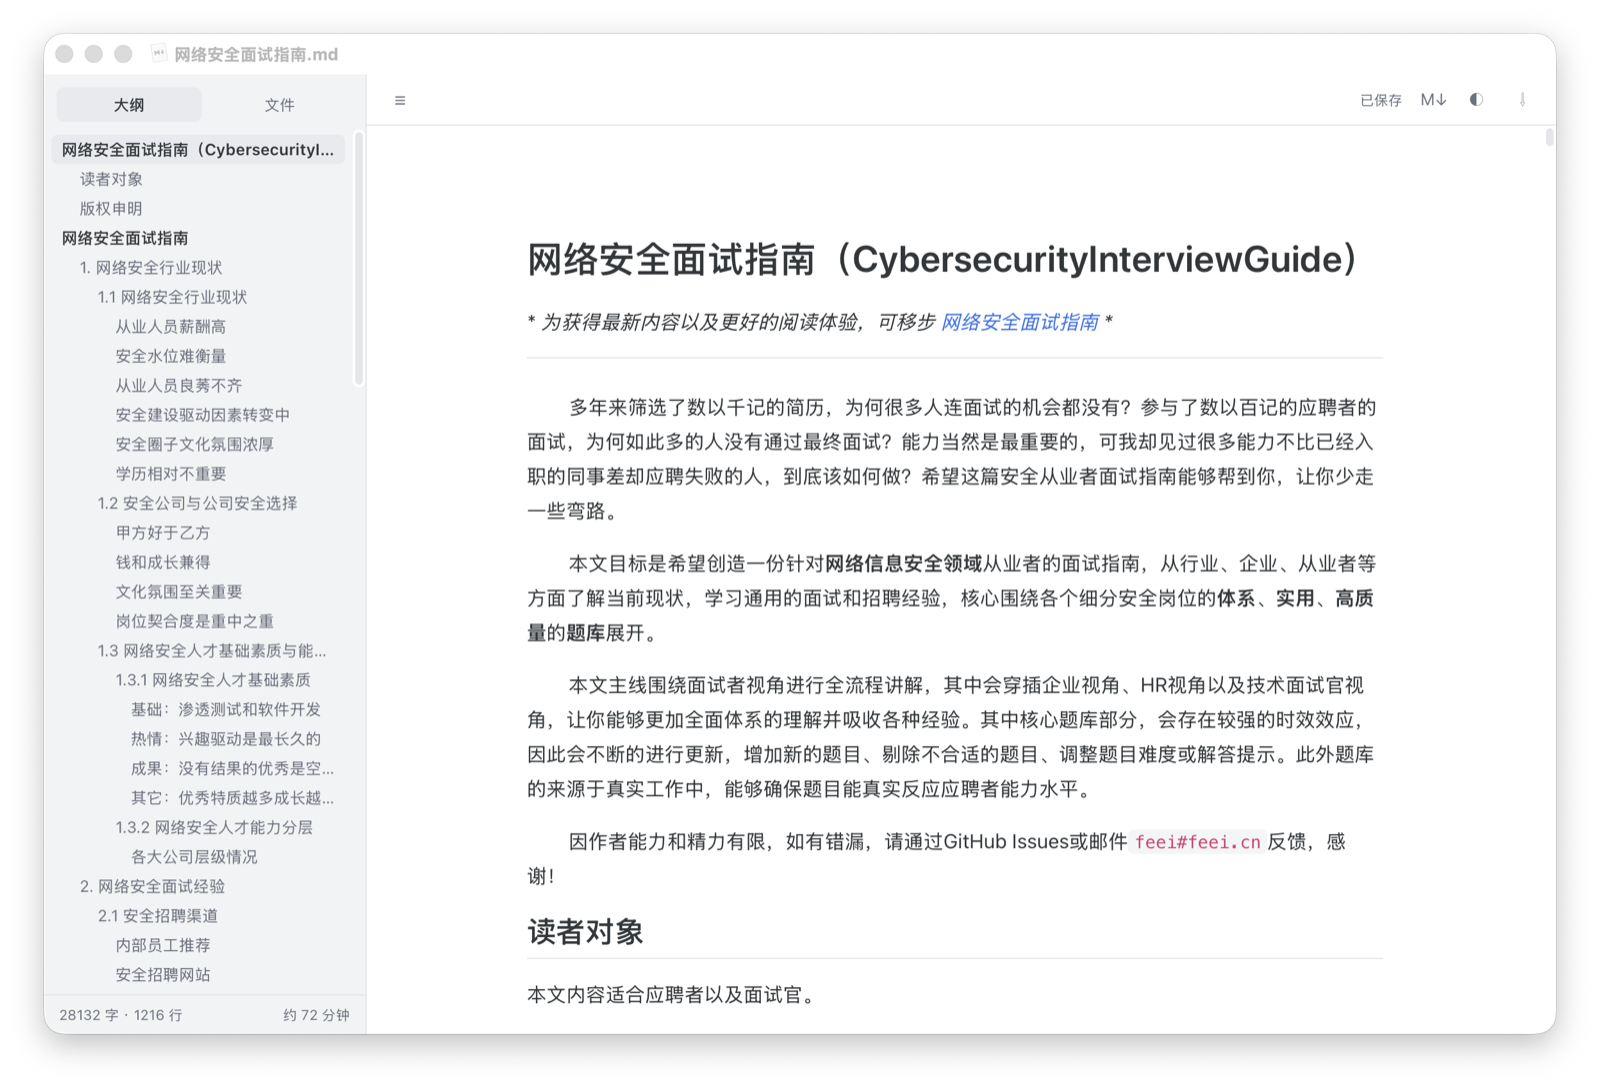 网络安全面试指南.md
大纲
文件
网络安全面试指南（CybersecurityI...
读者对象
版权申明
网络安全面试指南
1. 网络安全行业现状
1.1 网络安全行业现状
从业人员薪酬高
安全水位难衡量
从业人员良莠不齐
安全建设驱动因素转变中
安全圈子文化氛围浓厚
学历相对不重要
1.2 安全公司与公司安全选择
甲方好于乙方
钱和成长兼得
文化氛围至关重要
岗位契合度是重中之重
1.3 网络安全人才基础素质与能...
1.3.1 网络安全人才基础素质
基础：渗透测试和软件开发
热情：兴趣驱动是最长久的
成果：没有结果的优秀是空...
其它：优秀特质越多成长越...
1.3.2 网络安全人才能力分层
各大公司层级情况
2. 网络安全面试经验
2.1 安全招聘渠道
内部员工推荐
安全招聘网站
28132 字 · 1216 行
约 72 分钟
已保存
M↓
网络安全面试指南（CybersecurityInterviewGuide）
* 为获得最新内容以及更好的阅读体验，可移步 网络安全面试指南 *
多年来筛选了数以千记的简历，为何很多人连面试的机会都没有？参与了数以百记的应聘者的
面试，为何如此多的人没有通过最终面试？能力当然是最重要的，可我却见过很多能力不比已经入
职的同事差却应聘失败的人，到底该如何做？希望这篇安全从业者面试指南能够帮到你，让你少走
一些弯路。
本文目标是希望创造一份针对网络信息安全领域从业者的面试指南，从行业、企业、从业者等
方面了解当前现状，学习通用的面试和招聘经验，核心围绕各个细分安全岗位的体系、实用、高质
量的题库展开。
本文主线围绕面试者视角进行全流程讲解，其中会穿插企业视角、HR视角以及技术面试官视
角，让你能够更加全面体系的理解并吸收各种经验。其中核心题库部分，会存在较强的时效效应，
因此会不断的进行更新，增加新的题目、剔除不合适的题目、调整题目难度或解答提示。此外题库
的来源于真实工作中，能够确保题目能真实反应应聘者能力水平。
因作者能力和精力有限，如有错漏，请通过GitHub Issues或邮件 feei#feei.cn 反馈，感
谢！
读者对象
本文内容适合应聘者以及面试官。